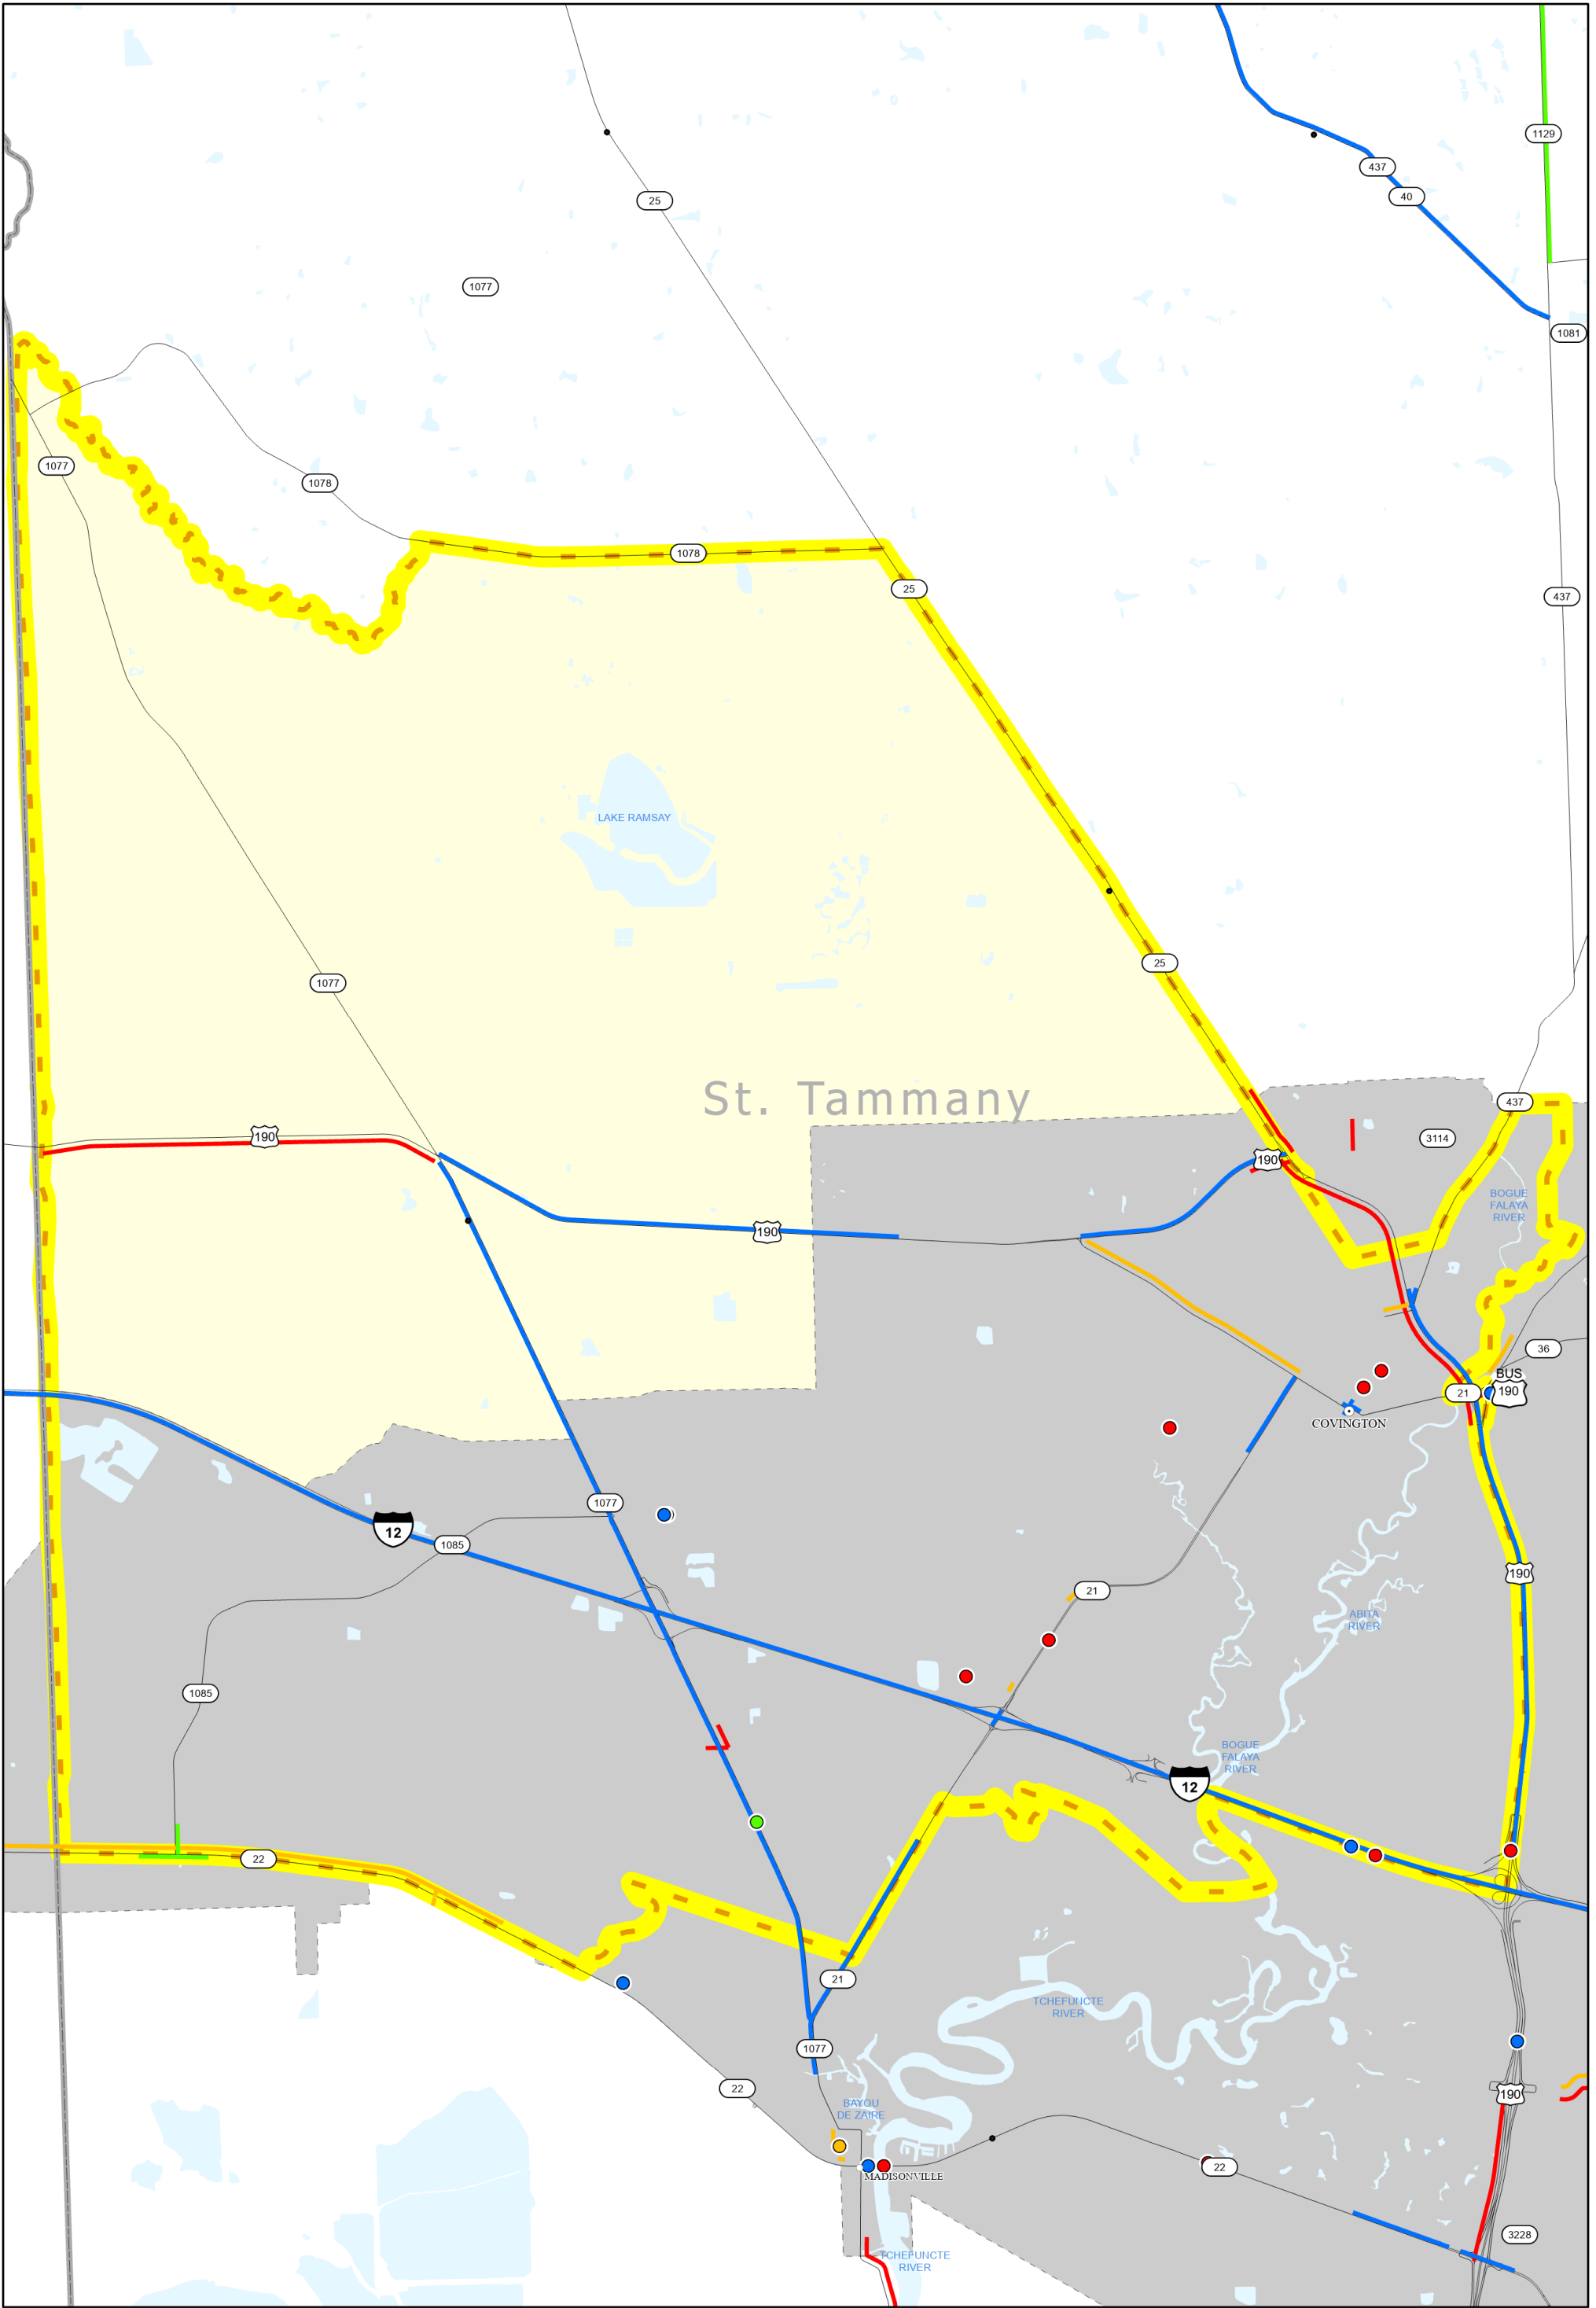 1129
437
40
25
1077
1081
1077
1078
1078
25
437
LAKE RAMSAY
25
1077
St. Tammany
437
190
3114
190
BOGUE
FALAYA
RIVER
190
36
BUS
21
190
COVINGTON
1077
12
1085
190
21
ABITA
RIVER
1085
BOGUE
FALAYA
RIVER
12
22
21
TCHEFUNCTE
RIVER
1077
22
190
BAYOU
DE ZAIRE
22
MADISONVILLE
3228
TCHEFUNCTE
RIVER